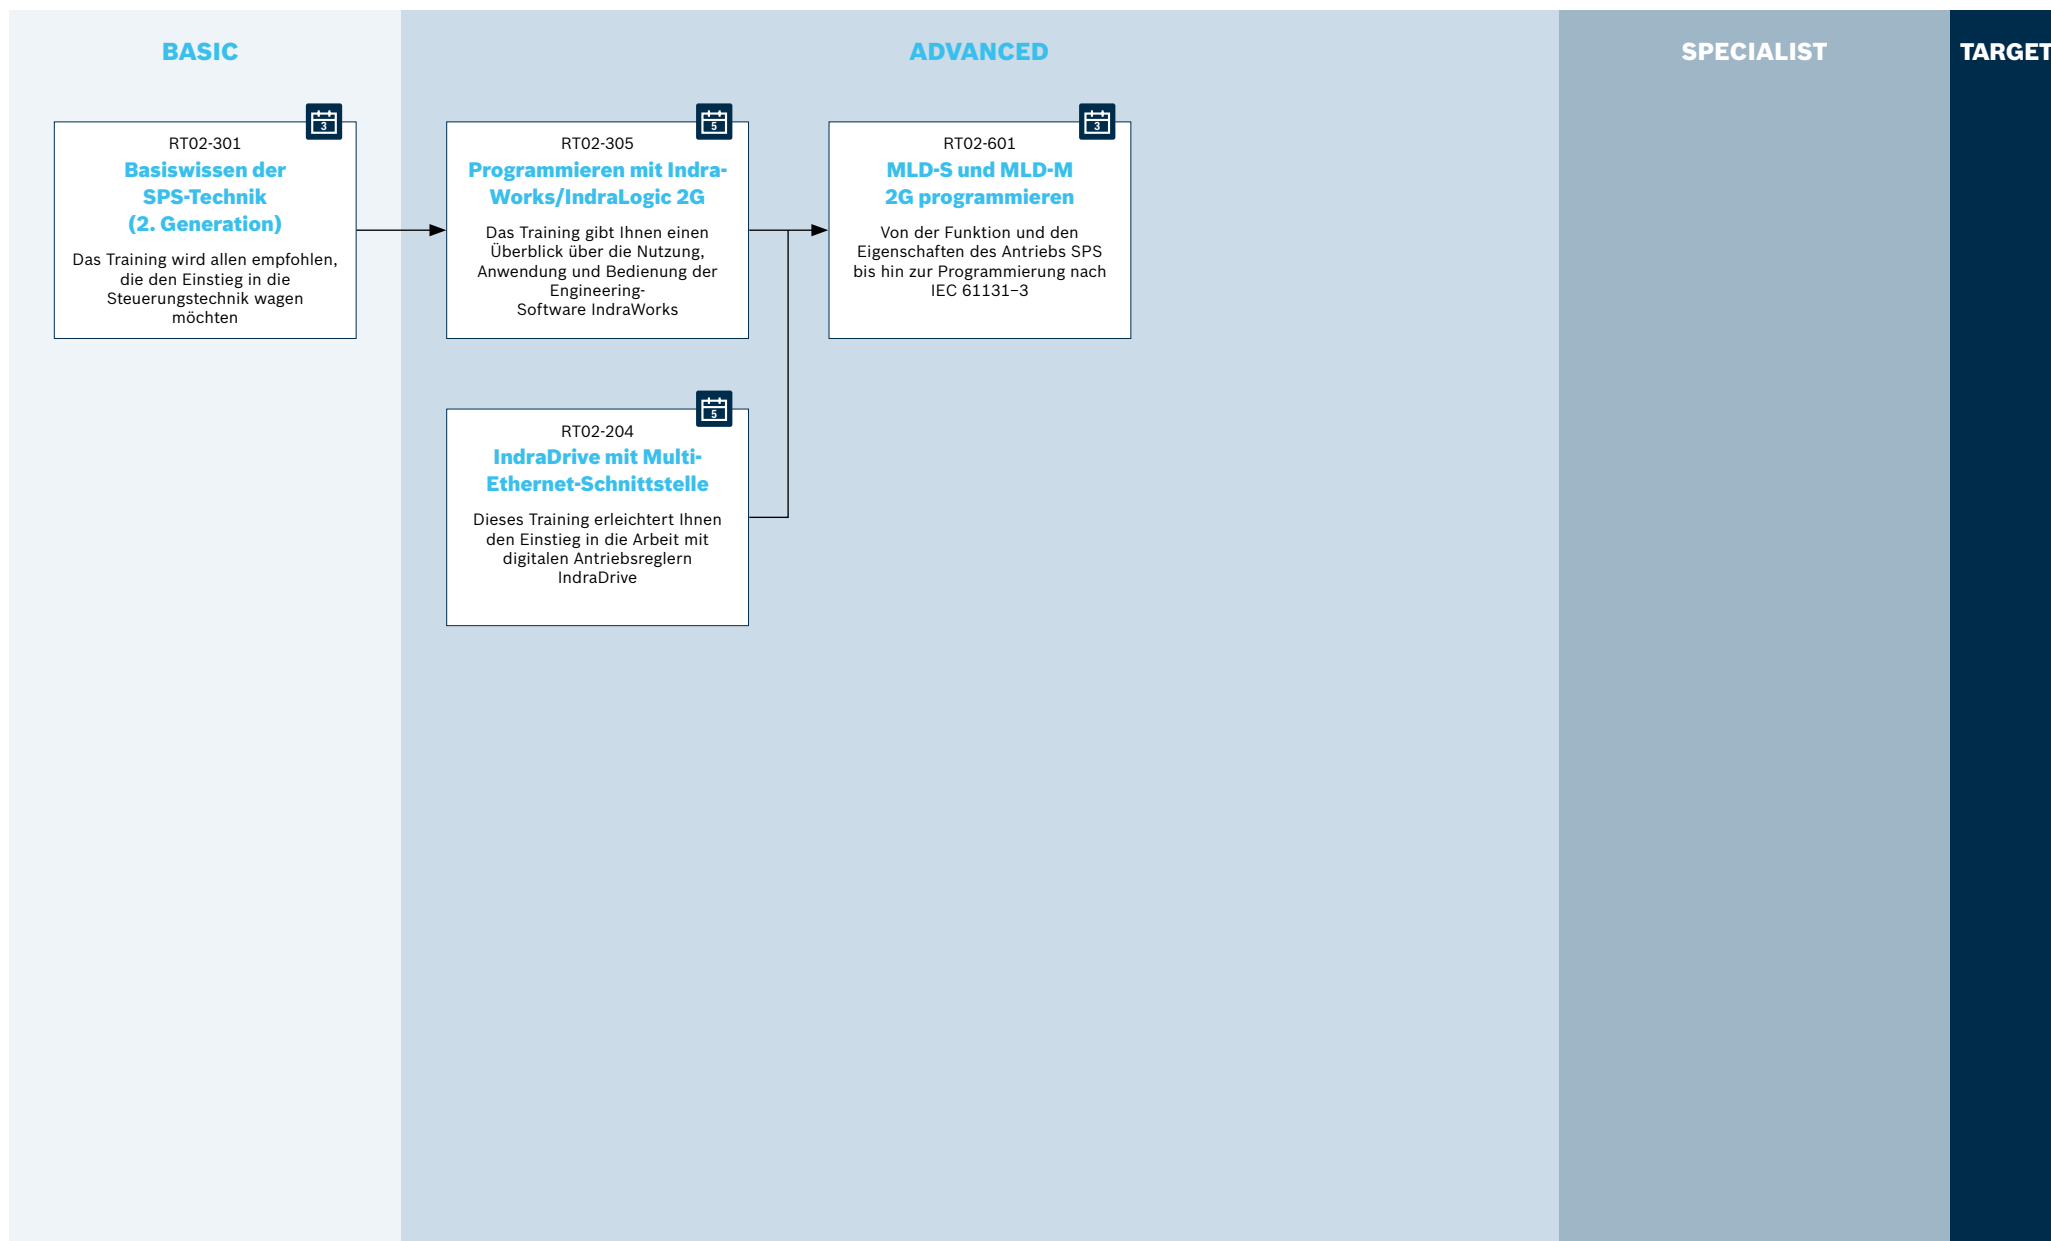 BASIC
ADVANCED
SPECIALIST
TARGET
3
RT02-301
Basiswissen der
SPS-Technik
(2. Generation)
Das Training wird allen empfohlen,
die den Einstieg in die
Steuerungstechnik wagen
möchten
5
RT02-305
Programmieren mit Indra-
Works/IndraLogic 2G
Das Training gibt Ihnen einen
Überblick über die Nutzung,
Anwendung und Bedienung der
Engineering-
Software IndraWorks
3
RT02-601
MLD-S und MLD-M
2G programmieren
Von der Funktion und den
Eigenschaften des Antriebs SPS
bis hin zur Programmierung nach
IEC 61131–3
5
RT02-204
IndraDrive mit Multi-
Ethernet-Schnittstelle
Dieses Training erleichtert Ihnen
den Einstieg in die Arbeit mit
digitalen Antriebsreglern
IndraDrive